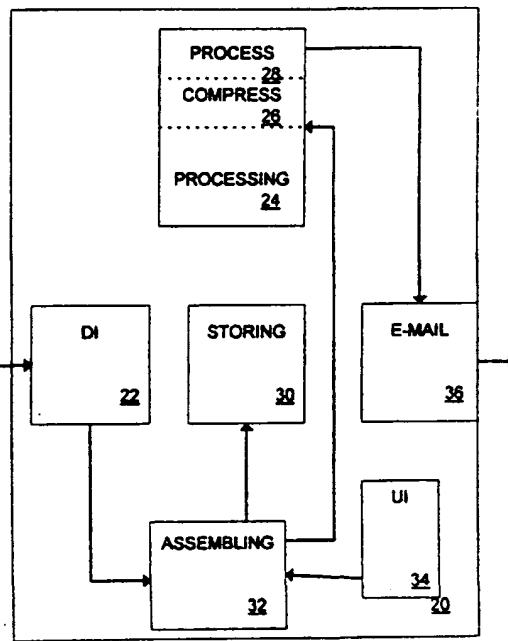 PROCESS
28
COMPRESS
26
PROCESSING
24
DI
22
STORING
30
E-MAIL
36
ASSEMBLING
32
UI
34
20